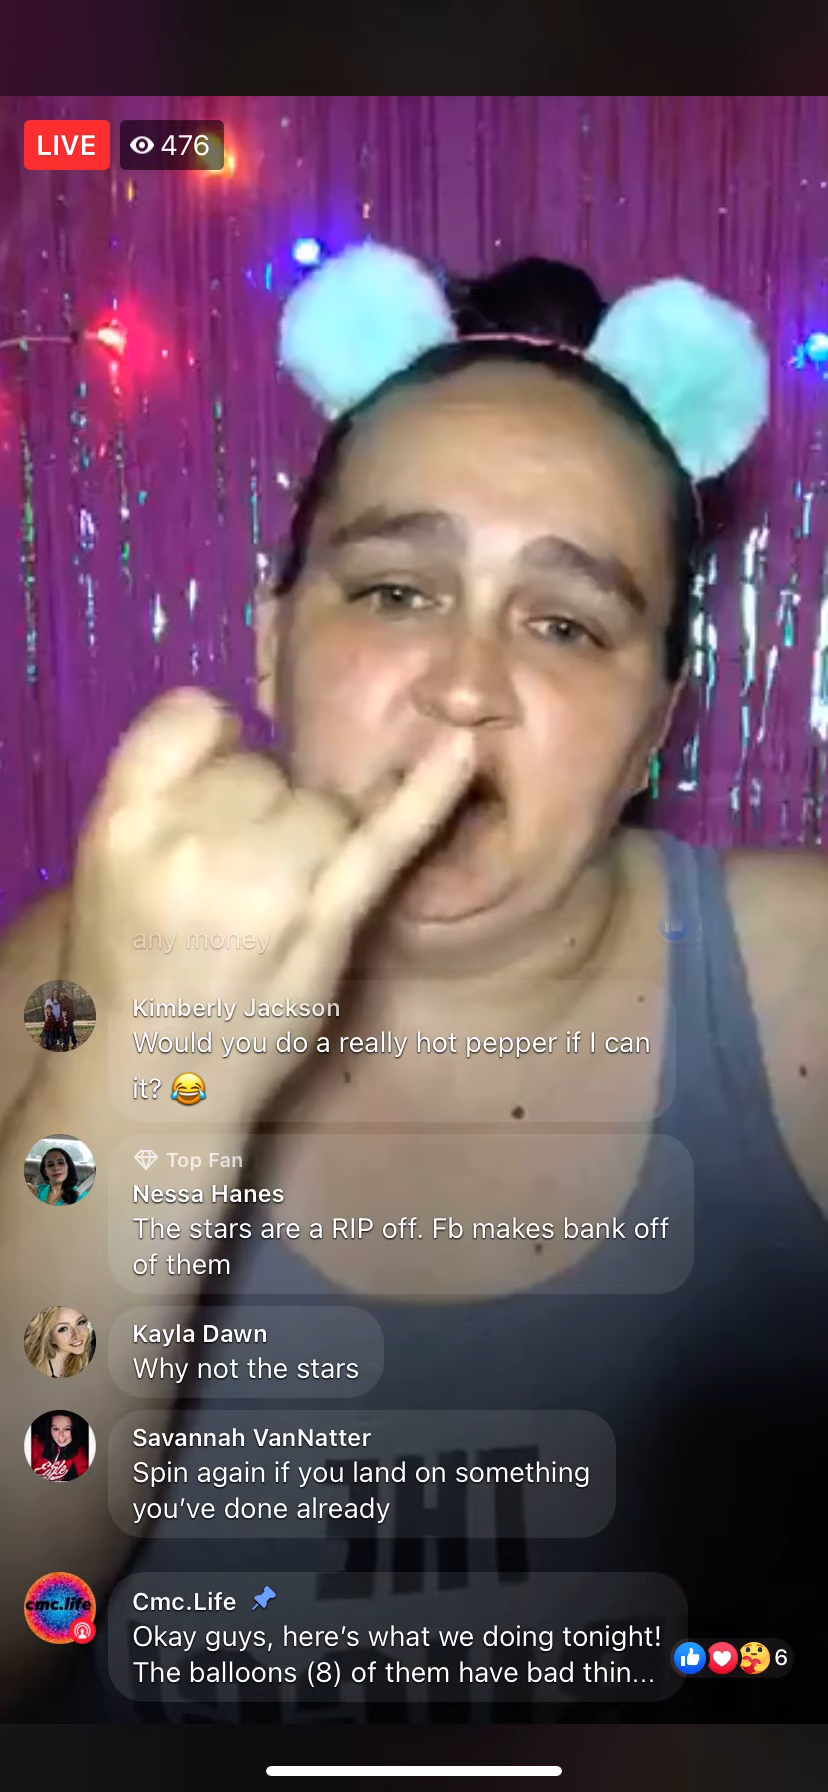 LIVE 476
any money
Kimberly Jackson
Would you do a really hot pepper if I can
it? 😂
Top Fan
Nessa Hanes
The stars are a RIP off. Fb makes bank off
of them
Kayla Dawn
Why not the stars
Savannah VanNatter
Spin again if you land on something
you've done already
THE
cmc.life
Cmc.Life
Okay guys, here's what we doing tonight!
The balloons (8) of them have bad thin...
6